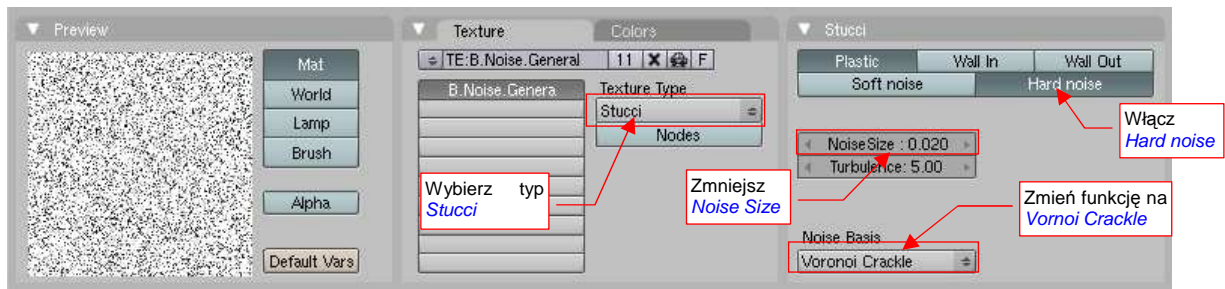 Preview
Mat
World
Lamp
Brush
Alpha
Default Vars
Texture
Colors
TE:B.Noise.General
11
F
B.Noise.Genera
Texture Type
Stucci
Nodes
Wybierz typ
Stucci
Stucci
Plastic
Wall In
Wall Out
Soft noise
Hard noise
NoiseSize : 0.020
Turbulence: 5.00
Noise Basis
Voronoi Crackle
Włącz
Hard noise
Zmniejsz
Noise Size
Zmień funkcję na
Vornoi Crackle